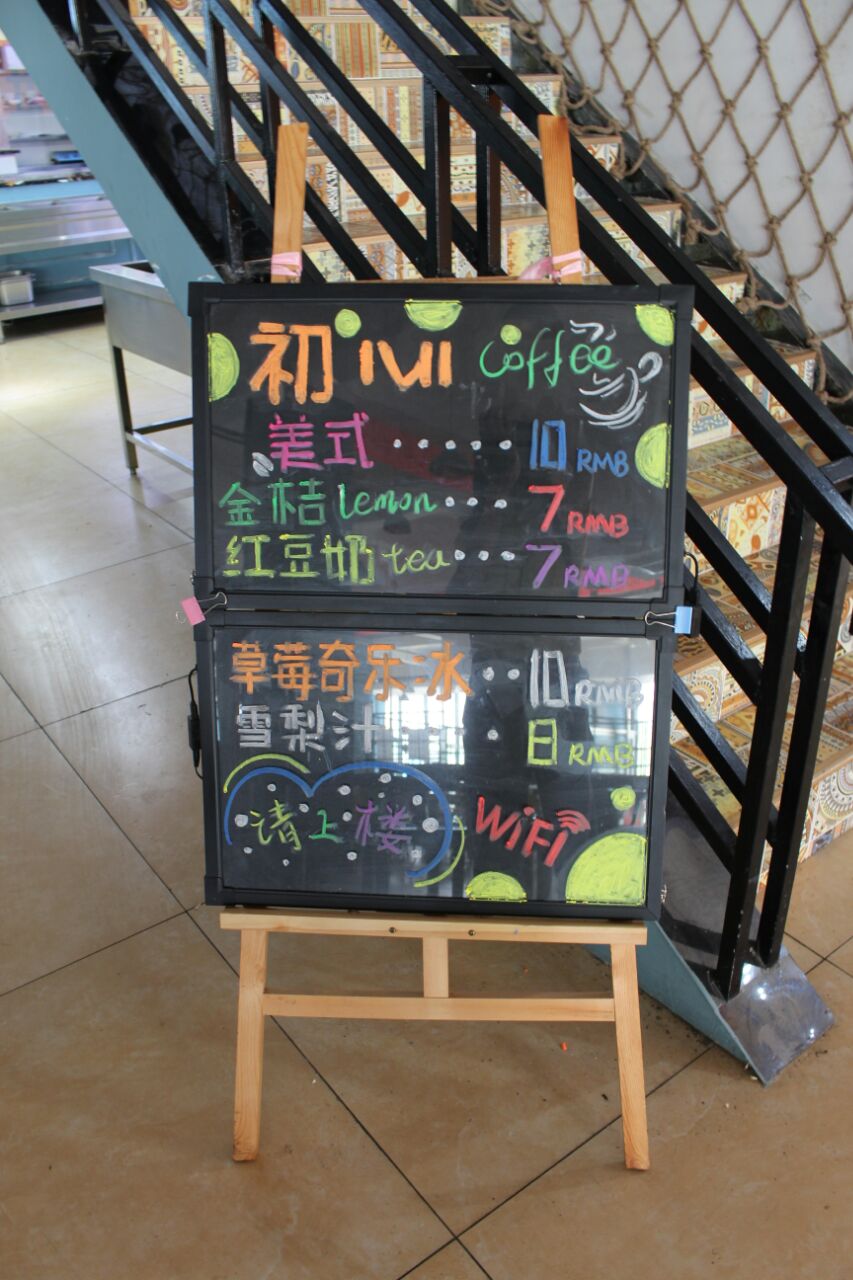 初 IVI coffee
美式 ····· 10 RMB
金桔 lemon ··· 7 RMB
红豆奶 tea ··· 7 RMB
草莓奇乐冰 ·· 10 RMB
雪梨汁 ··· 8 RMB
请上楼 WiFi